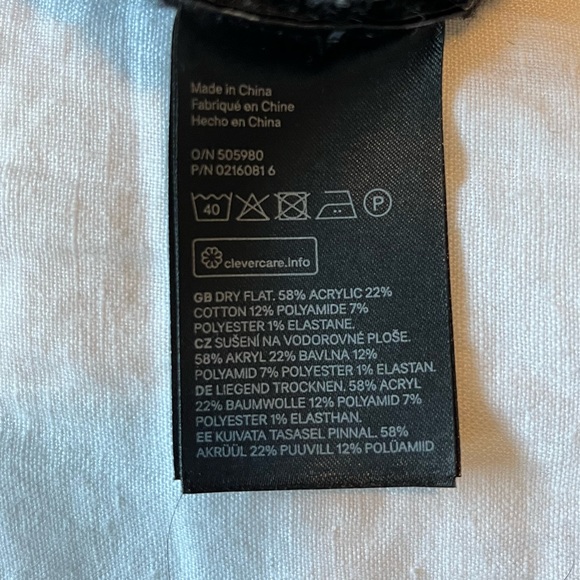 Made in China
Fabriqué en Chine
Hecho en China
O/N 505980
P/N 0216081 6
40 P
clevercare.info
GB DRY FLAT. 58% ACRYLIC 22%
COTTON 12% POLYAMIDE 7%
POLYESTER 1% ELASTANE.
CZ SUŠENÍ NA VODOROVNÉ PLOŠE.
58% AKRYL 22% BAVLNA 12%
POLYAMID 7% POLYESTER 1% ELASTAN.
DE LIEGEND TROCKNEN. 58% ACRYL
22% BAUMWOLLE 12% POLYAMID 7%
POLYESTER 1% ELASTHAN.
EE KUIVATA TASASEL PINNAL. 58%
AKRÜÜL 22% PUUVILL 12% POLÜAMIID